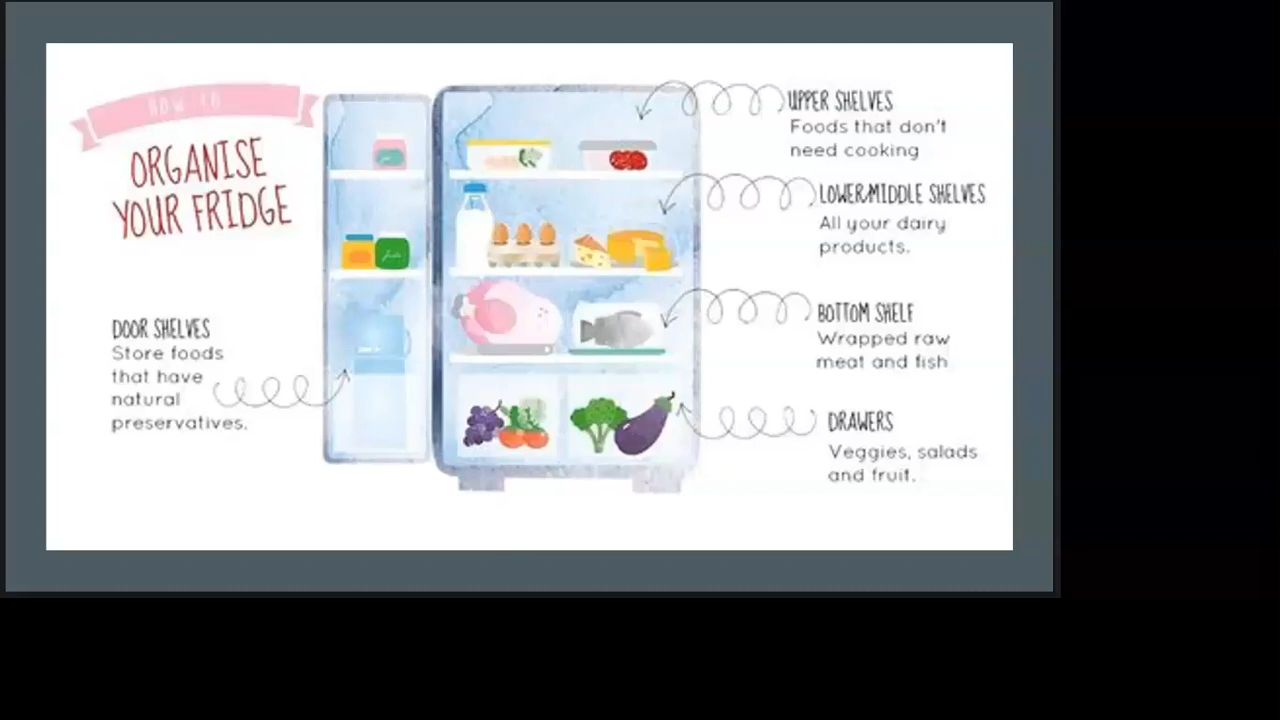 HOW TO
ORGANISE
YOUR FRIDGE
UPPER SHELVES
Foods that don't
need cooking
LOWER/MIDDLE SHELVES
All your dairy
products.
BOTTOM SHELF
Wrapped raw
meat and fish
DRAWERS
Veggies, salads
and fruit.
DOOR SHELVES
Store foods
that have
natural
preservatives.